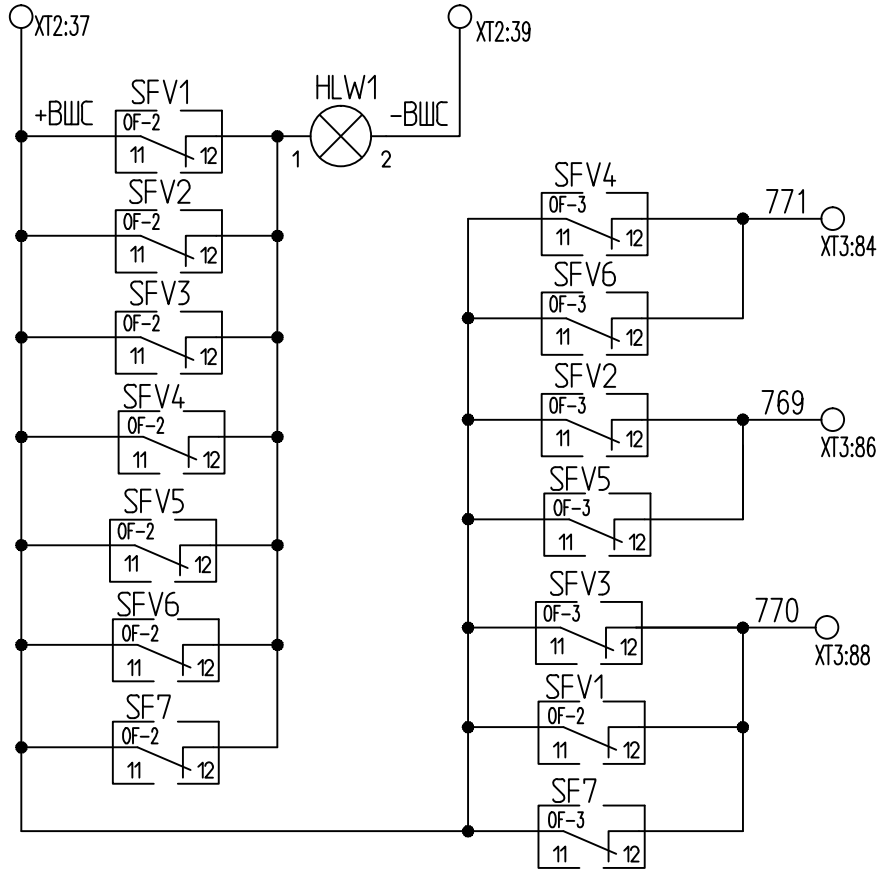 XT2:37
XT2:39
+ВШС
SFV1
OF-2
11
12
HLW1
1
2
-ВШС
SFV2
OF-2
11
12
SFV3
OF-2
11
12
SFV4
OF-2
11
12
SFV5
OF-2
11
12
SFV6
OF-2
11
12
SF7
OF-2
11
12
SFV4
OF-3
11
12
771
XT3:84
SFV6
OF-3
11
12
SFV2
OF-3
11
12
769
XT3:86
SFV5
OF-3
11
12
SFV3
OF-3
11
12
770
XT3:88
SFV1
OF-2
11
12
SF7
OF-3
11
12